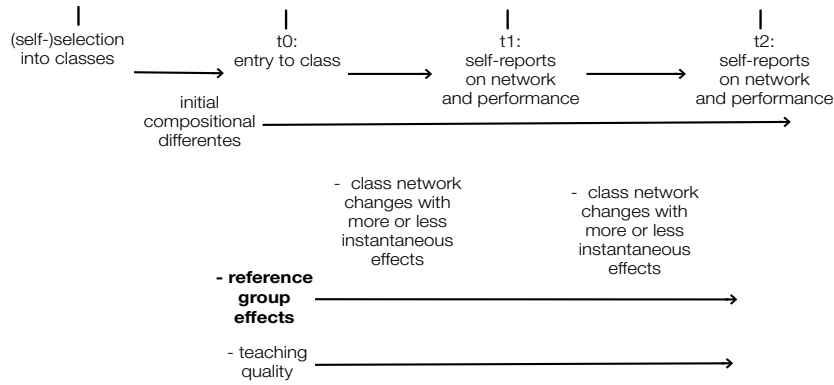 (self-)selection
into classes
t0:
entry to class
t1:
self-reports
on network
and performance
t2:
self-reports
on network
and performance
initial
compositional
differentes
- class network
changes with
more or less
instantaneous
effects
- class network
changes with
more or less
instantaneous
effects
- reference
group
effects
- teaching
quality